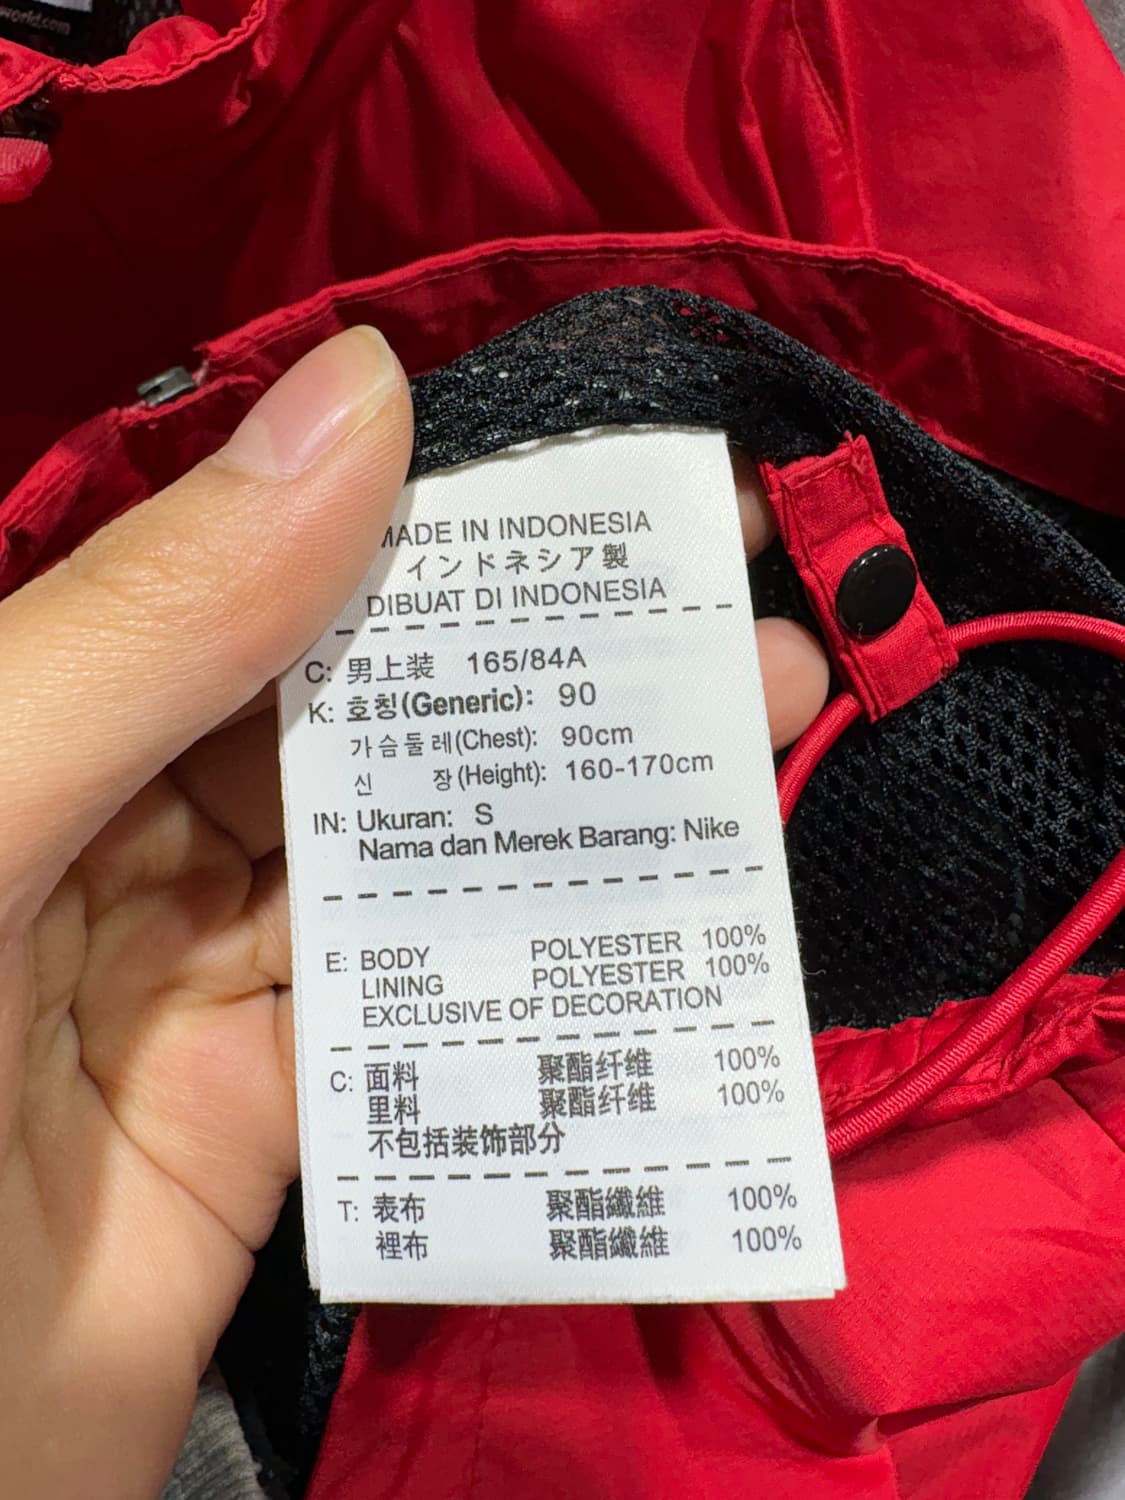 world.com
MADE IN INDONESIA
インドネシア製
DIBUAT DI INDONESIA
C: 男上装 165/84A
K: 호칭(Generic): 90
가슴둘레(Chest): 90cm
신 장(Height): 160-170cm
IN: Ukuran: S
Nama dan Merek Barang: Nike
E: BODY POLYESTER 100%
LINING POLYESTER 100%
EXCLUSIVE OF DECORATION
C: 面料 聚酯纤维 100%
里料 聚酯纤维 100%
不包括装饰部分
T: 表布 聚酯纖維 100%
裡布 聚酯纖維 100%